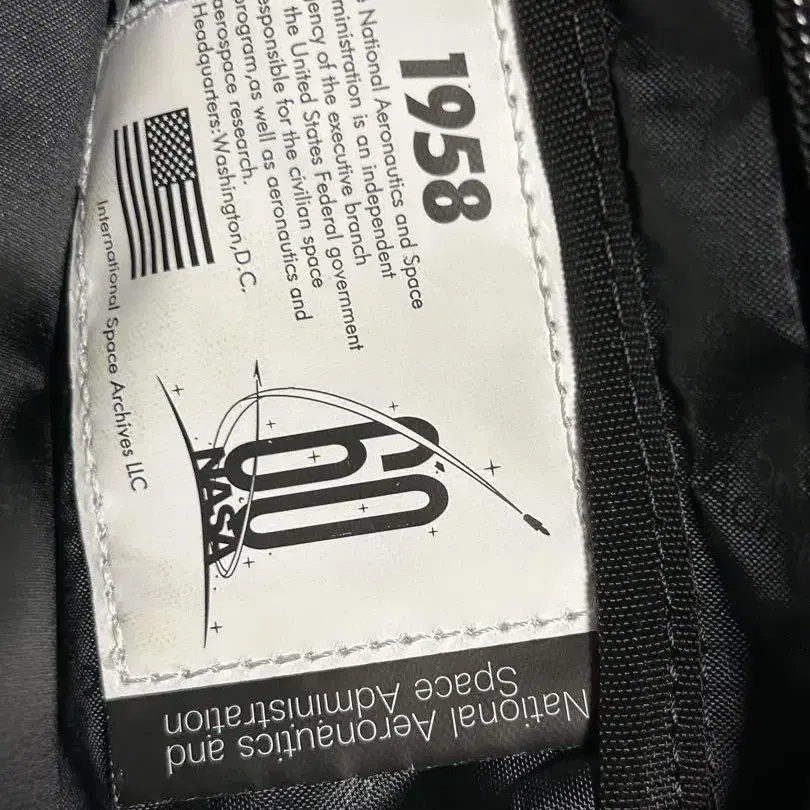 1958
National Aeronautics and Space
ministration is an independent
ency of the executive branch
the United States Federal government
esponsible for the civilian space
program,as well as aeronautics and
aerospace research.
Headquarters:Washington,D.C.
International Space Archives LLC
60
NASA
National Aeronautics and
Space Administration